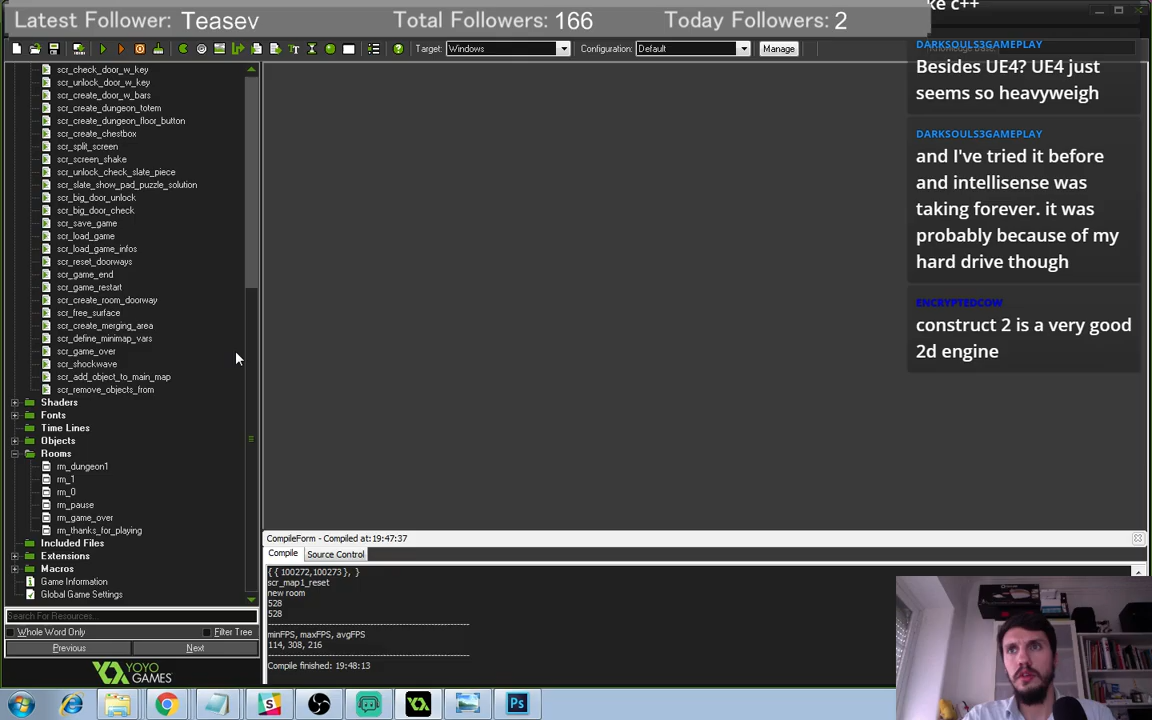 Latest Follower: Teasev
Total Followers: 166
Today Followers: 2
ke c++
Target: Windows
Configuration: Default
Manage
scr_check_door_w_key
scr_unlock_door_w_key
scr_create_door_w_bars
scr_create_dungeon_totem
scr_create_dungeon_floor_button
scr_create_chestbox
scr_split_screen
scr_screen_shake
scr_unlock_check_slate_piece
scr_slate_show_pad_puzzle_solution
scr_big_door_unlock
scr_big_door_check
scr_save_game
scr_load_game
scr_load_game_infos
scr_reset_doorways
scr_game_end
scr_game_restart
scr_create_room_doorway
scr_free_surface
scr_create_merging_area
scr_define_minimap_vars
scr_game_over
scr_shockwave
scr_add_object_to_main_map
scr_remove_objects_from
Shaders
Fonts
Time Lines
Objects
Rooms
rm_dungeon1
rm_1
rm_0
rm_pause
rm_game_over
rm_thanks_for_playing
Included Files
Extensions
Macros
Game Information
Global Game Settings
Search For Resources...
Whole Word Only
Filter Tree
Previous
Next
YOYO
GAMES
DARKSOULS3GAMEPLAY
Besides UE4? UE4 just
seems so heavyweigh
DARKSOULS3GAMEPLAY
and I've tried it before
and intellisense was
taking forever. it was
probably because of my
hard drive though
ENCRYPTEDCOW
construct 2 is a very good
2d engine
CompileForm - Compiled at:19:47:37
Compile
Source Control
{ { 100272,100273 }, }
scr_map1_reset
new room
528
528
minFPS, maxFPS, avgFPS
114, 308, 216
Compile finished: 19:48:13
Ps